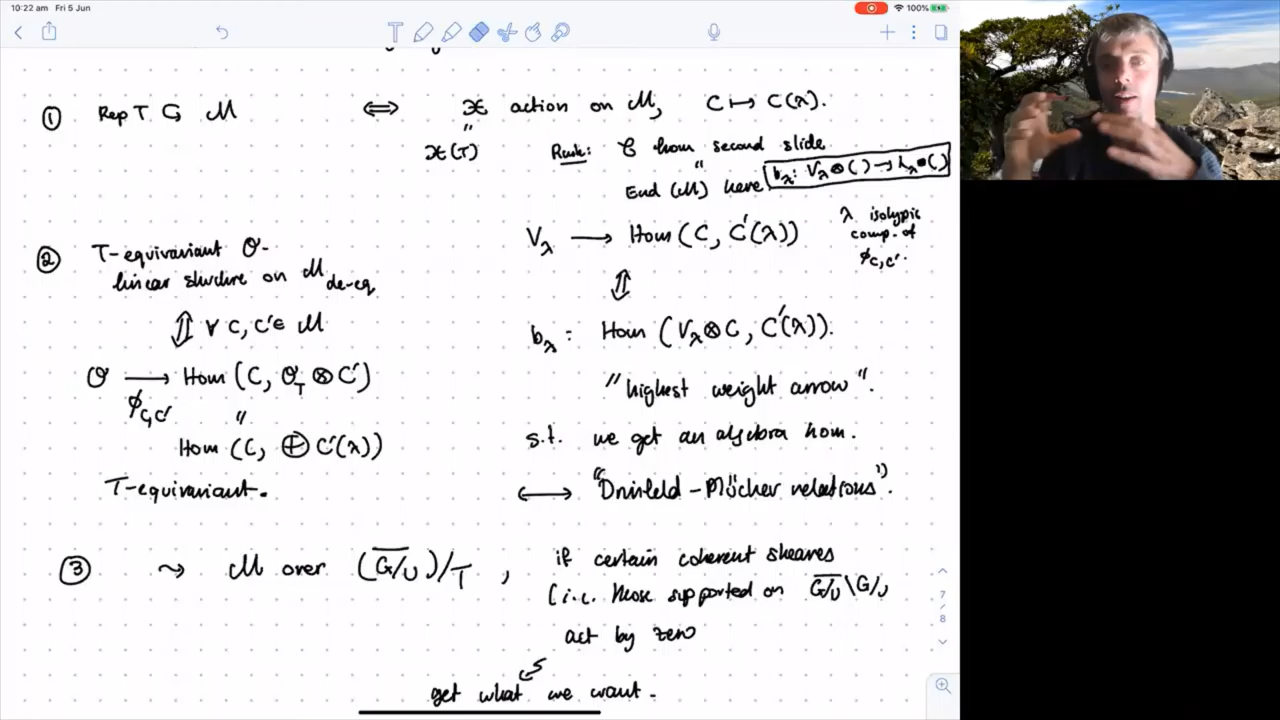 10:22 am Fri 5 Jun
100%
① Rep T G M ⟺ 𝔛 action on M, C ↦ C(λ).
"
𝔛(T) Rmk: C from second slide
"
End (M) here b_λ: V_λ ⊗ ( ) → L_λ • ( )
② T-equivariant O-
linear structure on M_de-eq
⇕ ∀ C, C' ∈ M
O → Hom (C, O_T ⊗ C')
φ_C,C' "
Hom (C, ⊕ C'(λ))
T-equivariant.
V_λ → Hom (C, C'(λ)) λ isotypic
comp. of
φ_C,C'.
⇕
b_λ: Hom (V_λ ⊗ C, C'(λ)).
"highest weight arrow".
s.t. we get an algebra hom.
⟷ "Drinfeld - Plücker relations".
③ ⇝ M over (G/U)/T , if certain coherent sheaves
(i.e. those supported on G/U \ G/U
act by zero
get what we want.
7
/
8